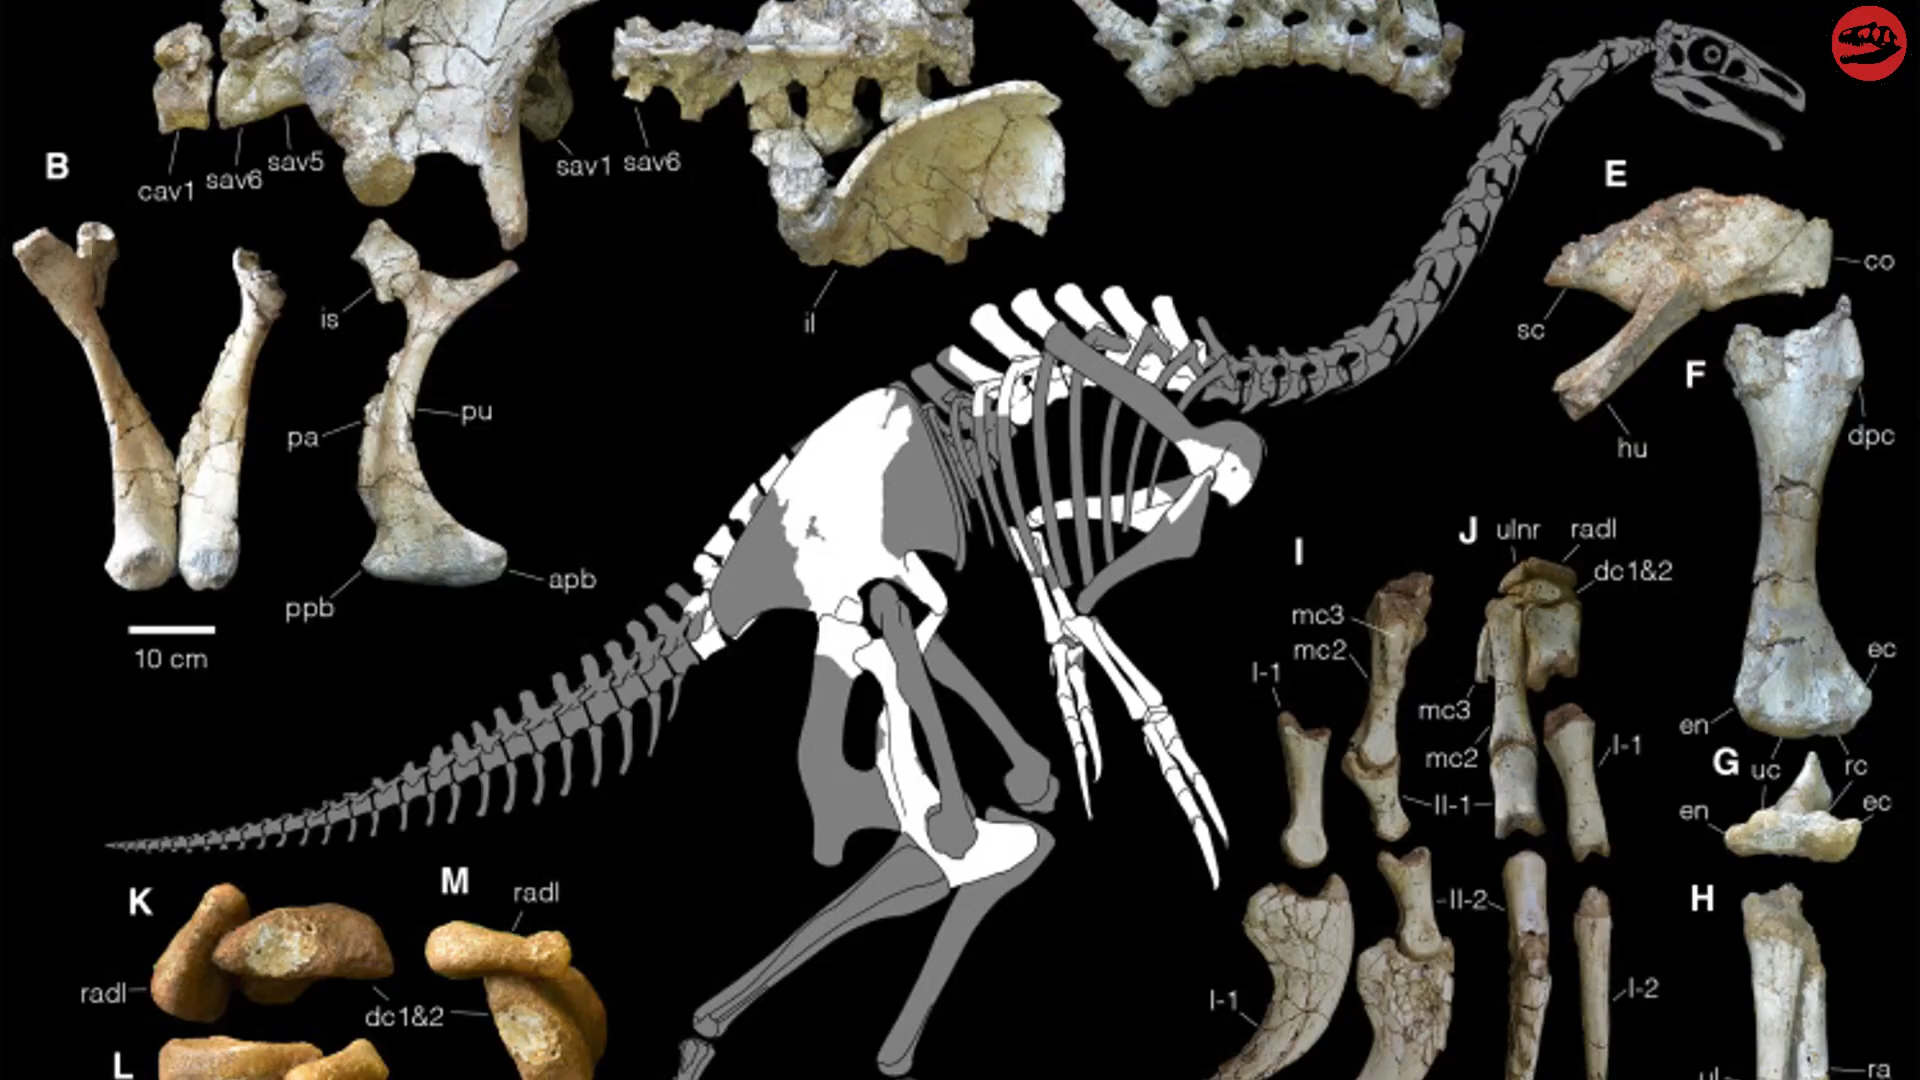 B
cav1
sav6
sav5
sav1
sav6
il
is
pa
pu
ppb
apb
10 cm
E
co
sc
hu
F
dpc
ec
en
uc
rc
G
en
ec
H
ra
I
mc3
mc2
I-1
II-1
II-2
I-1
J
ulnr
radl
dc1&2
mc3
mc2
I-1
I-2
K
radl
dc1&2
M
radl
L